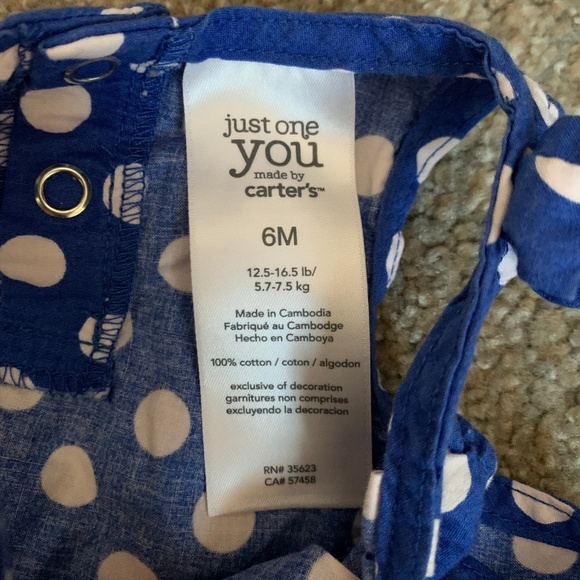 just one
you
made by
carter's™
6M
12.5-16.5 lb/
5.7-7.5 kg
Made in Cambodia
Fabriqué au Cambodge
Hecho en Camboya
100% cotton / coton / algodon
exclusive of decoration
garnitures non comprises
excluyendo la decoracion
RN# 35623
CA# 57458